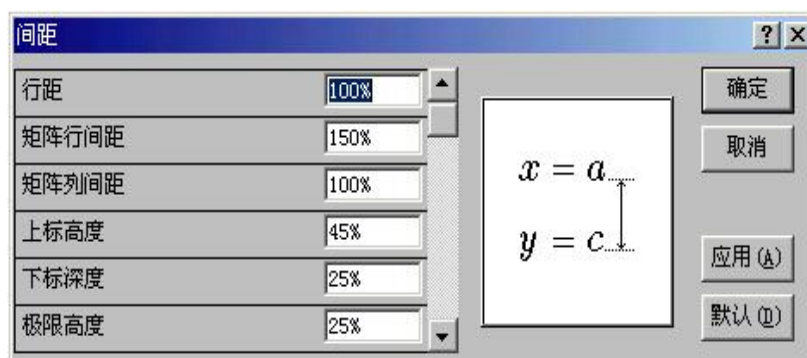 间距
行距 100%
矩阵行间距 150%
矩阵列间距 100%
上标高度 45%
下标深度 25%
极限高度 25%
x = a
y = c
确定
取消
应用(A)
默认(D)